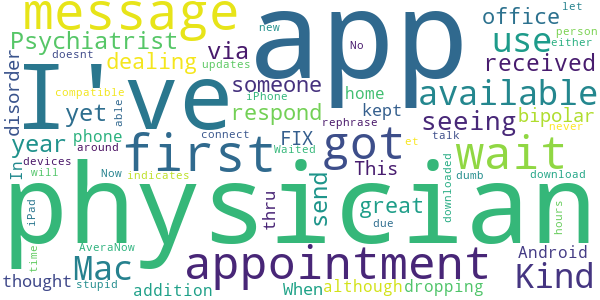 message app office let
Psychiatrist new person
doesnt via No use either
dealing updates received
I've someone
disorder compatible iPhone home available
yet able respond kept
phone connect rephrase seeing bipolar
year first FIX got talk wait never
In devices around Waited This et
will Now send downloaded dumb download
physician
iPad indicates thru great hours
due
time AveraNow appointment Android
Mac Kind
thought stupid When although dropping
addition